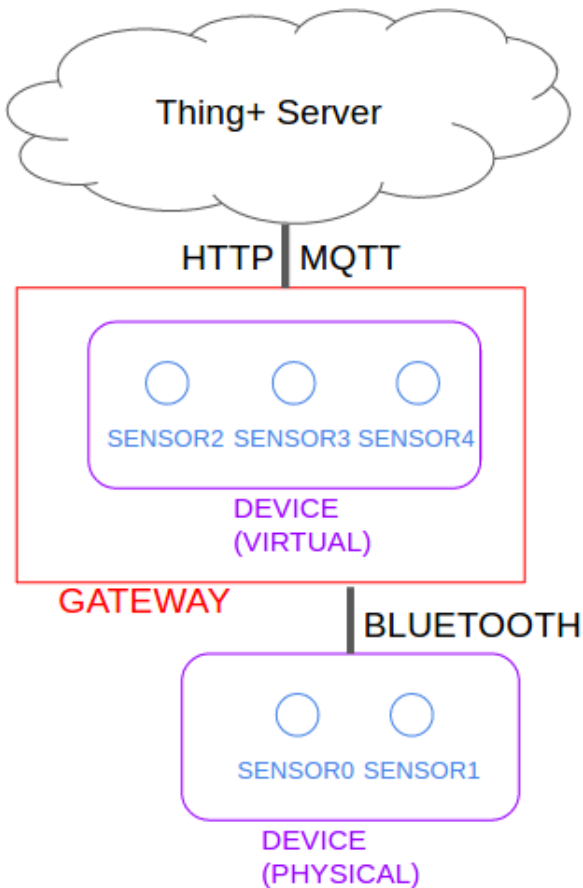 Thing+ Server
HTTP MQTT
SENSOR2 SENSOR3 SENSOR4
DEVICE
(VIRTUAL)
GATEWAY
BLUETOOTH
SENSOR0 SENSOR1
DEVICE
(PHYSICAL)